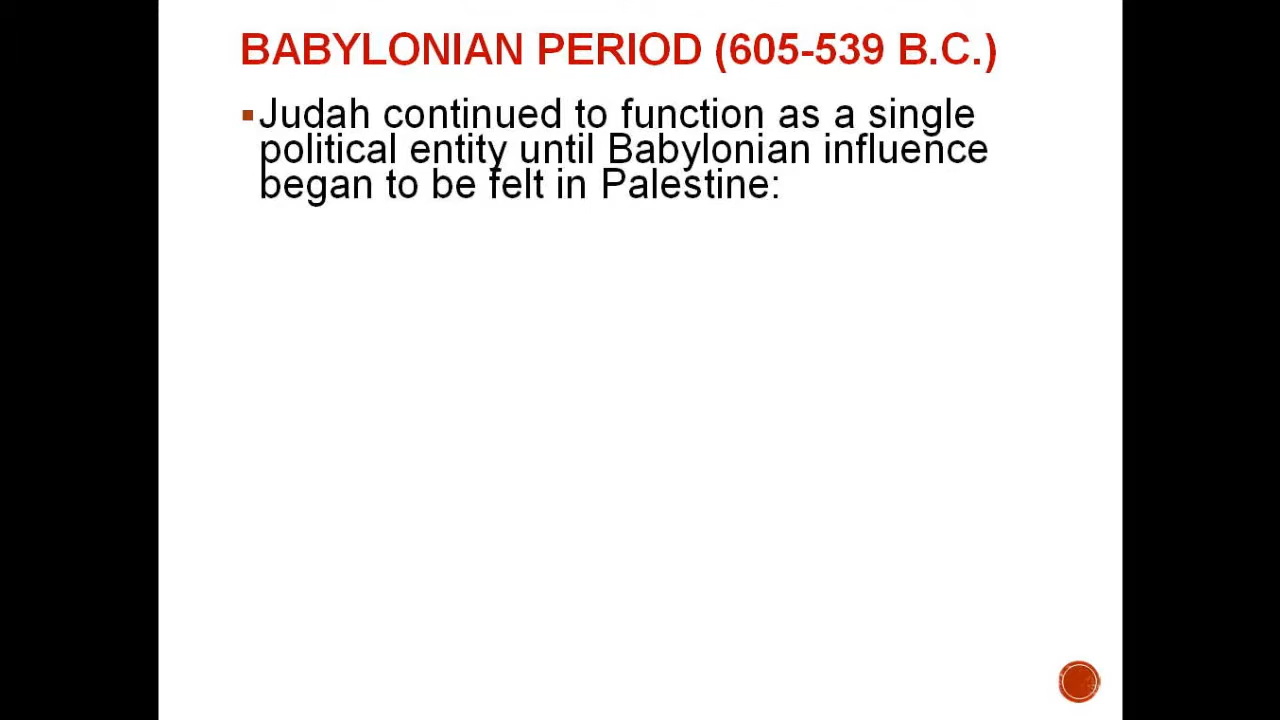 BABYLONIAN PERIOD (605-539 B.C.)
▪Judah continued to function as a single
political entity until Babylonian influence
began to be felt in Palestine: